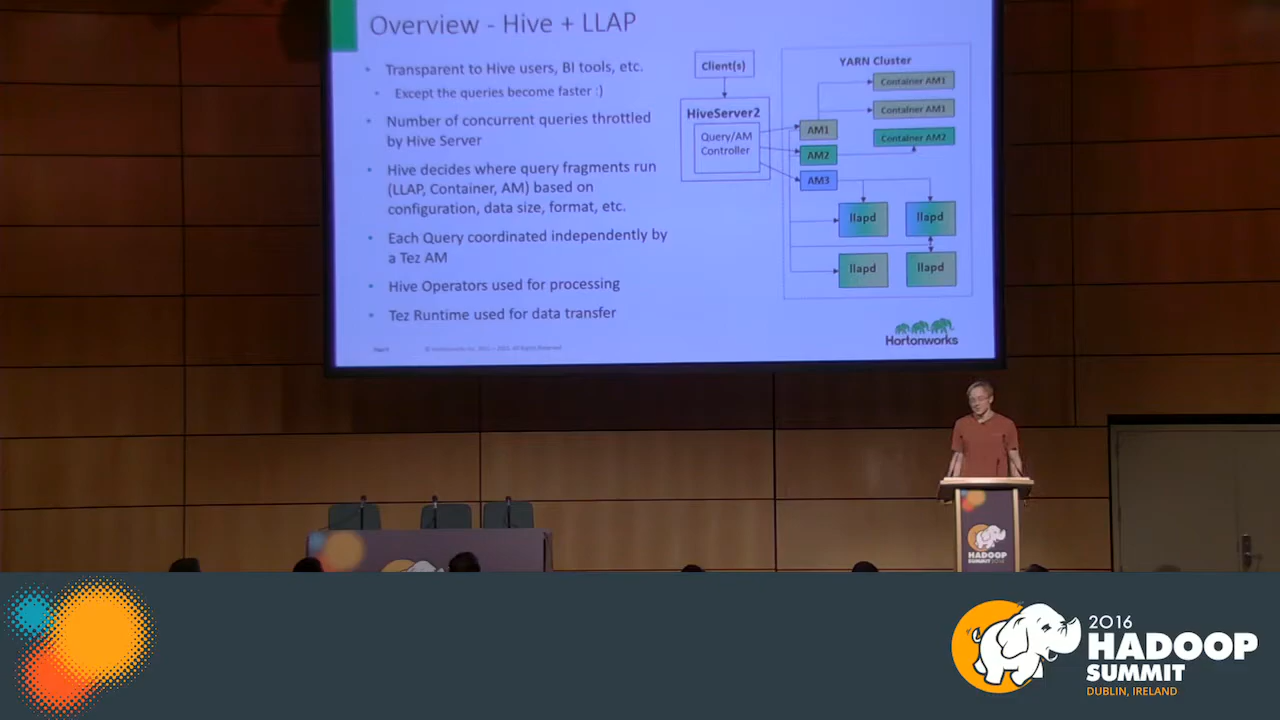 Overview - Hive + LLAP
• Transparent to Hive users, BI tools, etc.
• Except the queries become faster :)
• Number of concurrent queries throttled
by Hive Server
• Hive decides where query fragments run
(LLAP, Container, AM) based on
configuration, data size, format, etc.
• Each Query coordinated independently by
a Tez AM
• Hive Operators used for processing
• Tez Runtime used for data transfer
Client(s)
HiveServer2
Query/AM
Controller
YARN Cluster
AM1
AM2
AM3
Container AM1
Container AM1
Container AM2
llapd
llapd
llapd
llapd
Hortonworks
HADOOP
SUMMIT
2016
HADOOP
SUMMIT
DUBLIN, IRELAND